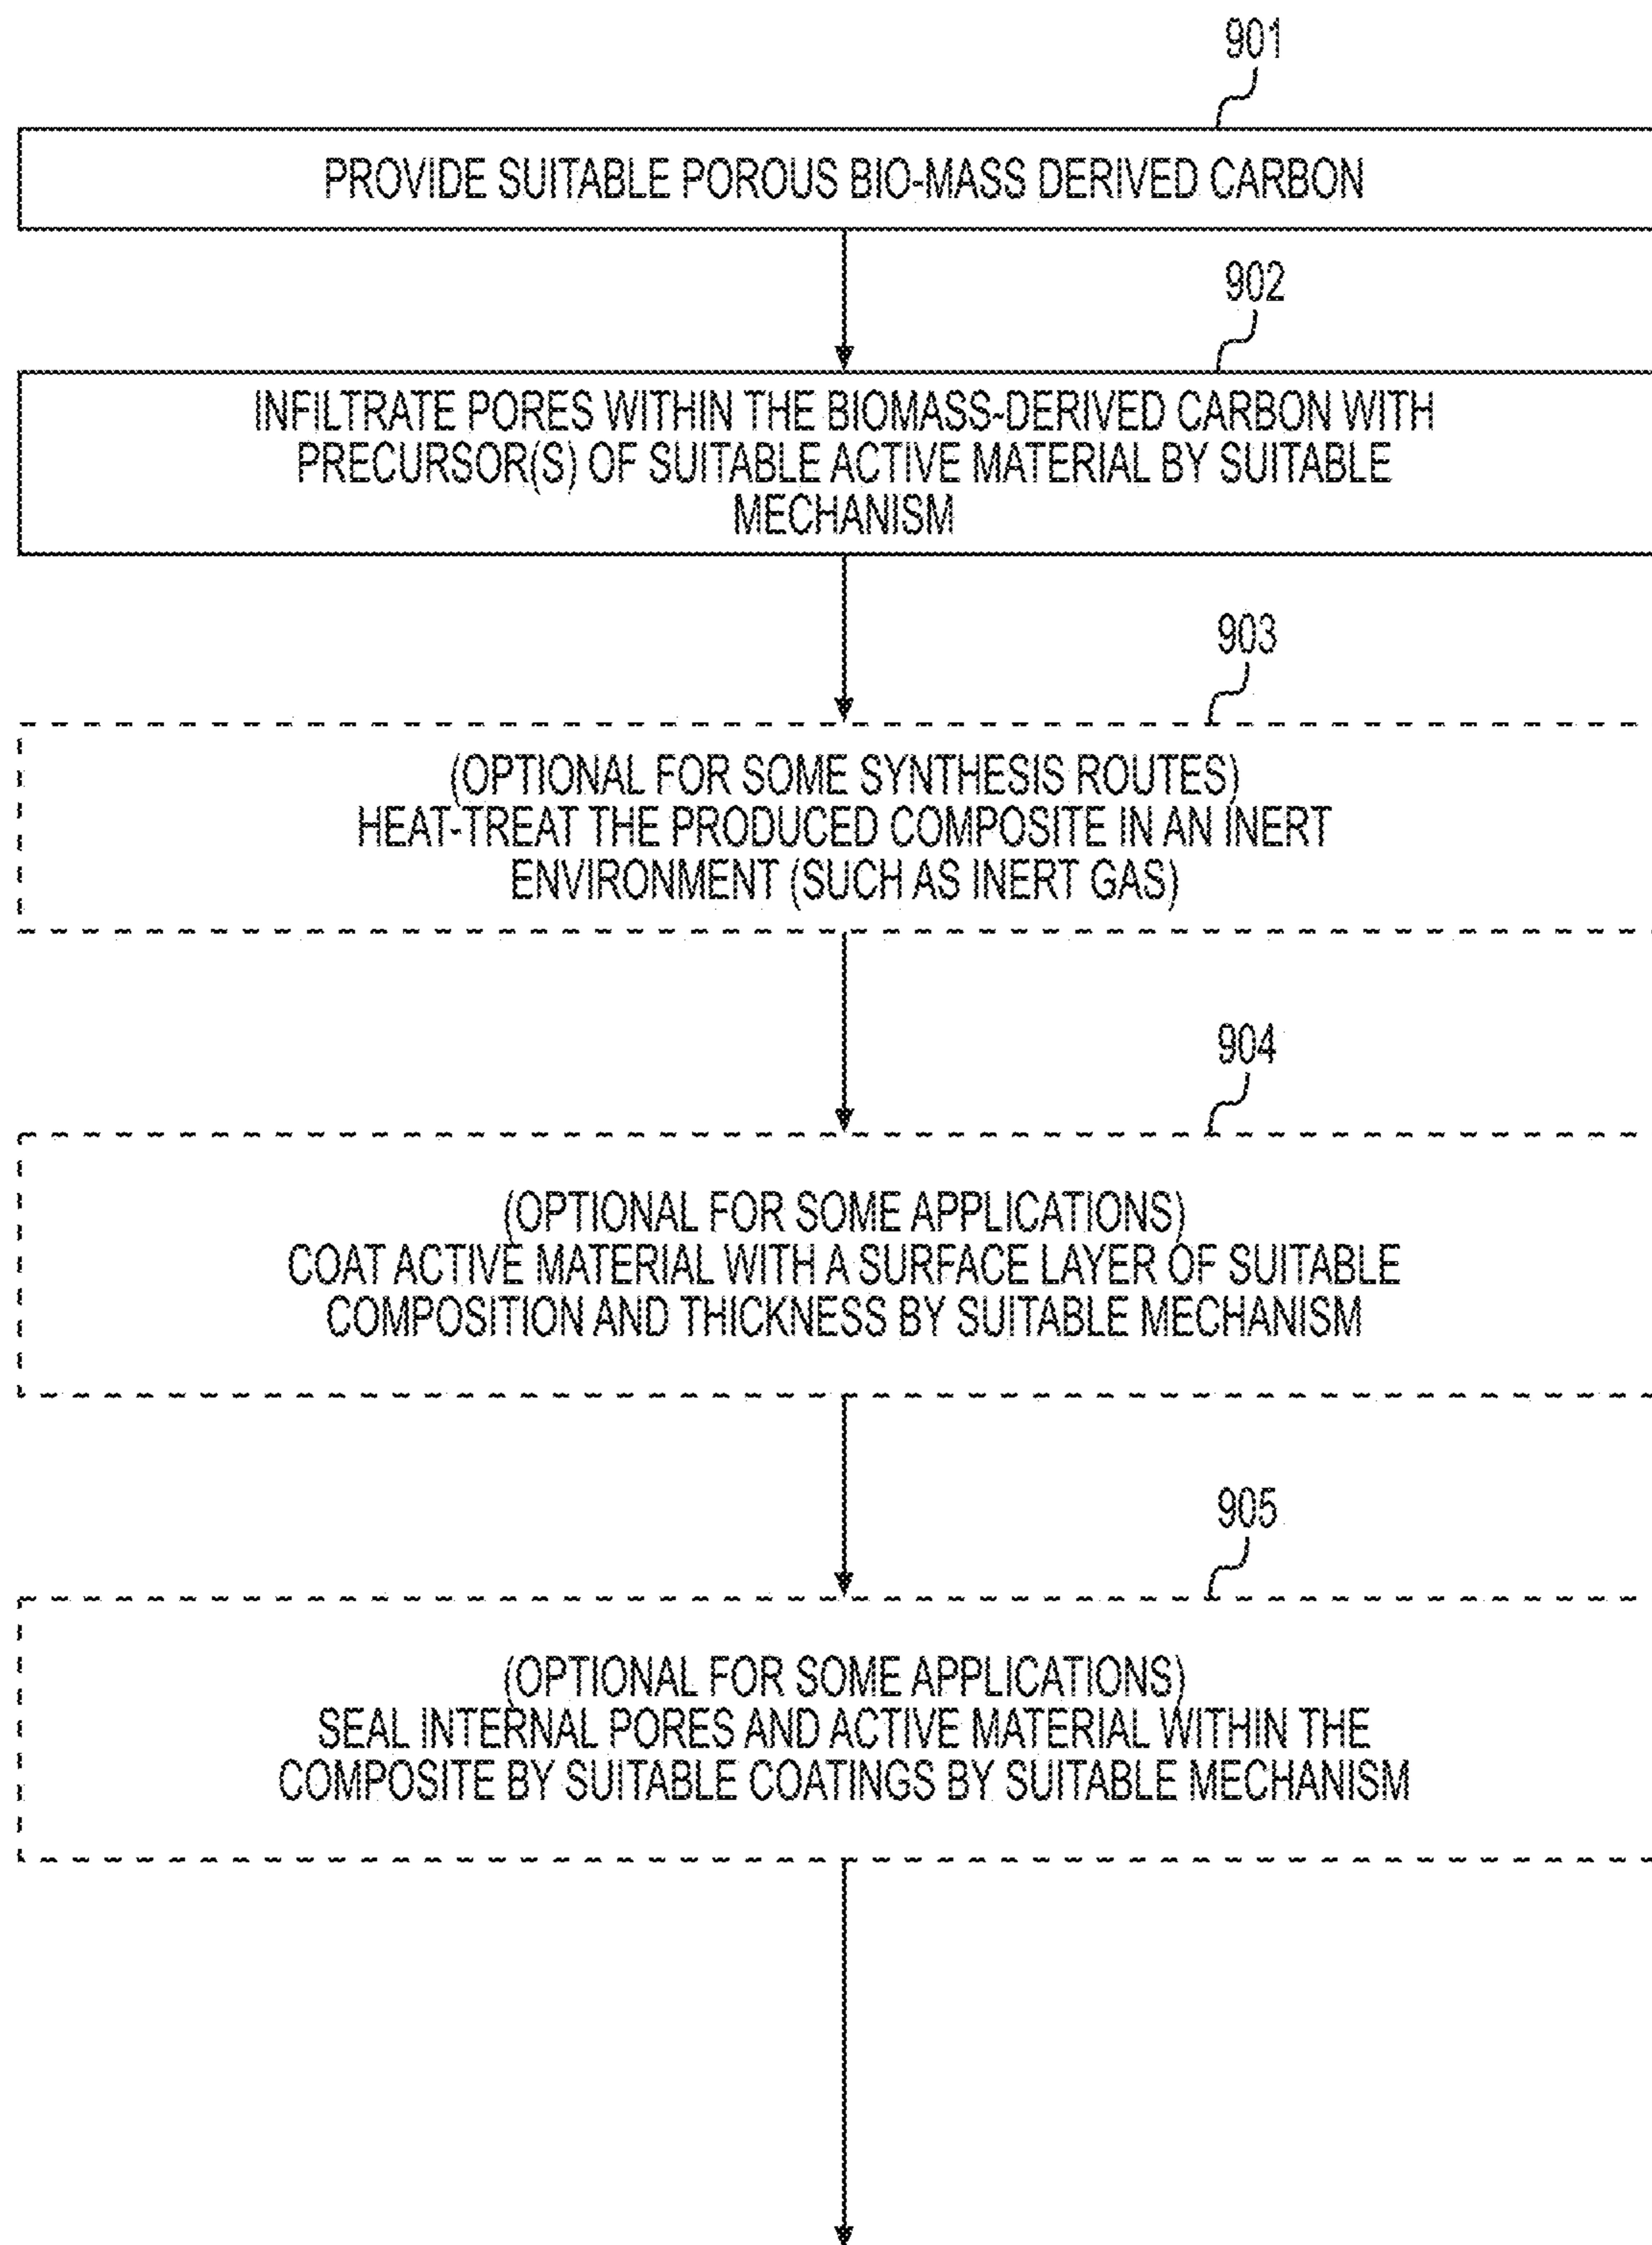 901
PROVIDE SUITABLE POROUS BIO-MASS DERIVED CARBON
902
INFILTRATE PORES WITHIN THE BIOMASS-DERIVED CARBON WITH
PRECURSOR(S) OF SUITABLE ACTIVE MATERIAL BY SUITABLE
MECHANISM
903
(OPTIONAL FOR SOME SYNTHESIS ROUTES)
HEAT-TREAT THE PRODUCED COMPOSITE IN AN INERT
ENVIRONMENT (SUCH AS INERT GAS)
904
(OPTIONAL FOR SOME APPLICATIONS)
COAT ACTIVE MATERIAL WITH A SURFACE LAYER OF SUITABLE
COMPOSITION AND THICKNESS BY SUITABLE MECHANISM
905
(OPTIONAL FOR SOME APPLICATIONS)
SEAL INTERNAL PORES AND ACTIVE MATERIAL WITHIN THE
COMPOSITE BY SUITABLE COATINGS BY SUITABLE MECHANISM